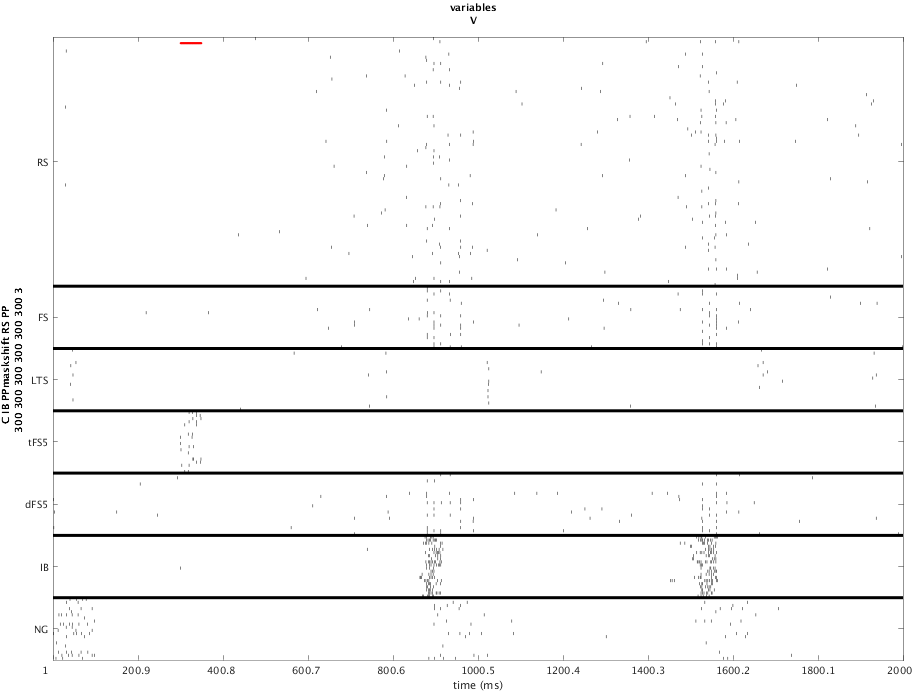 variables
V
RS
FS
LTS
tFS5
dFS5
IB
NG
C IB PPmaskshift RS PP
300 300 300 300 300 300 300 3
1 200.9 400.8 600.7 800.6 1000.5 1200.4 1400.3 1600.2 1800.1 2000
time (ms)